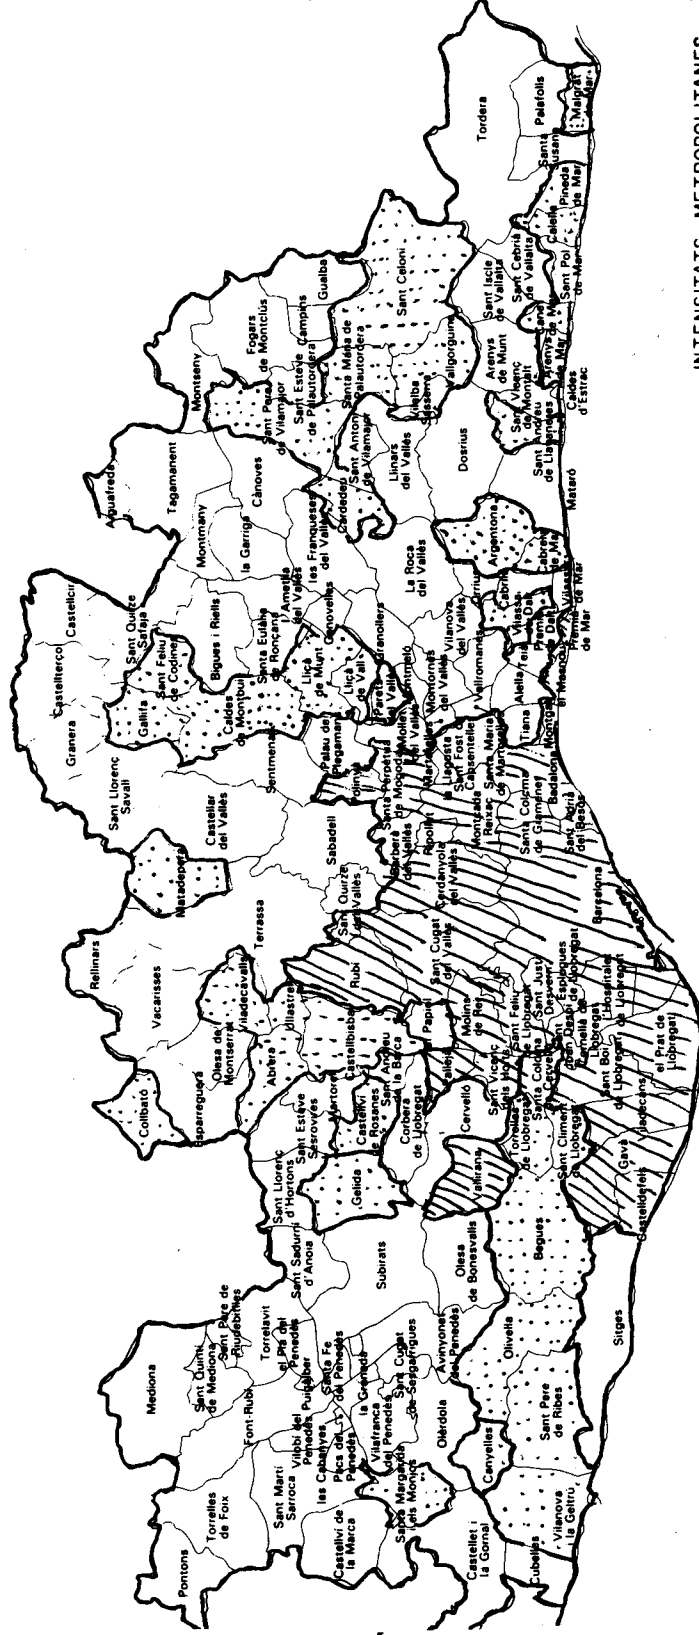 INTENSITATS METROPOLITANES
Pontons
Torrelles
de Foix
Mediona
Sant Quintí
de Mediona
Sant Pere de
Riudebitlles
Font-Rubí
Torrelavit
el Pla del
Penedès
Sant Martí
Sarroca
Vilobí del
Penedès
Puigdàlber
les Cabanyes
Pacs del
Penedès
Santa Fe
del Penedès
la Granada
Castellví de
la Marca
Vilafranca
del Penedès
Santa Margarida
i els Monjos
Sant Cugat
de Sesgarrigues
Olèrdola
Avinyonet
del Penedès
Castellet i
la Gornal
Cubelles
Canyelles
Vilanova
i la Geltrú
Sant Pere
de Ribes
Olivella
Sitges
Begues
Olesa
de Bonesvalls
Subirats
Sant Sadurní
d'Anoia
Sant Llorenç
d'Hortons
Gelida
Sant Esteve
Sesrovires
Collbató
Esparreguera
Olesa de
Montserrat
Abrera
Martorell
Castellví
de Rosanes
Corbera
de Llobregat
Sant Andreu
de la Barca
Castellbisbal
Ullastrell
Viladecavalls
Vacarisses
Rellinars
Terrassa
Matadepera
Rubí
Papiol
Pallejà
Cervelló
Vallirana
Sant Vicenç
dels Horts
Molins
de Rei
Torrelles
de Llobregat
Santa Coloma
de Cervelló
Sant Feliu
de Llobregat
Sant Just
Desvern
Sant Climent
de Llobregat
Sant Boi
de Llobregat
Esplugues
de Llobregat
Cornellà de
Llobregat
l'Hospitalet
de Llobregat
el Prat de
Llobregat
Viladecans
Gavà
Castelldefels
Barcelona
Sant Cugat
del Vallès
Sant Quirze
del Vallès
Sabadell
Cerdanyola
del Vallès
Barberà
del Vallès
Ripollet
Montcada i
Reixac
Santa Coloma
de Gramenet
Sant Adrià
del Besòs
Badalona
Santa Perpètua
de Mogoda
Polinyà
Palau de
Plegamans
Sentmenat
Castellar
del Vallès
Sant Llorenç
Savall
Granera
Castellterçol
Castellcir
Sant Quirze
Safaja
Gallifa
Sant Feliu
de Codines
Caldes
de Montbui
Bigues i Riells
Santa Eulàlia
de Ronçana
l'Ametlla
del Vallès
Lliçà
de Munt
Lliçà
de Vall
Canovelles
Granollers
Parets
del Vallès
Mollet
del Vallès
Montmeló
Montornès
del Vallès
Martorelles
la Llagosta
Sant Fost de
Capsentelles
Santa Maria
de Martorelles
Vallromanes
Vilanova
del Vallès
Tiana
Montgat
Alella
Teià
el Masnou
Premià
de Dalt
Premià
de Mar
Vilassar
de Dalt
Vilassar
de Mar
Cabrils
Cabrera
de Mar
Òrrius
Argentona
Mataró
La Roca
del Vallès
les Franqueses
del Vallès
la Garriga
Montmany
Tagamanent
Aiguafreda
Cànoves
Cardedeu
Llinars
del Vallès
Sant Antoni
de Vilamajor
Sant Pere
de Vilamajor
Montseny
Fogars
de Montclús
Sant Esteve
de Palautordera
Campins
Gualba
Santa Maria de
Palautordera
Sant Celoni
Vilalba
Sasserra
Vallgorguina
Dosrius
Sant Andreu
de Llavaneres
Sant Vicenç
de Montalt
Caldes
d'Estrac
Arenys
de Munt
Arenys
de Mar
Canet
de Mar
Sant Iscle
de Vallalta
Sant Cebrià
de Vallalta
Sant Pol
de Mar
Calella
Pineda
de Mar
Santa
Susanna
Tordera
Palafolls
Malgrat
de Mar